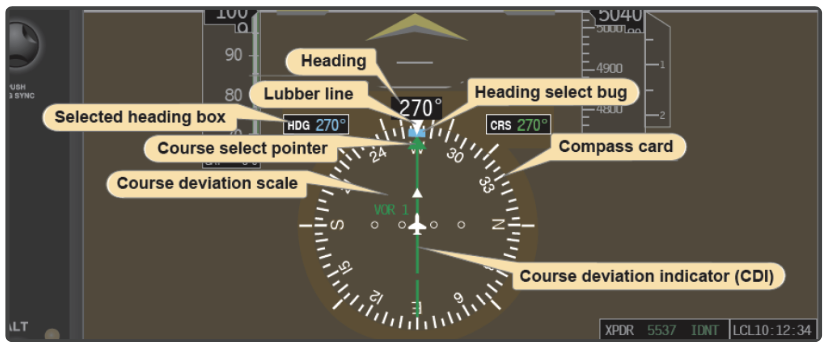 5040
5000
90
4900
80
4800
1
2
PUSH
SYNC
Heading
Lubber line
Heading select bug
270°
Selected heading box
HDG 270°
CRS 270°
Course select pointer
Compass card
Course deviation scale
24
W
30
33
VOR 1
S
N
15
12
E
6
Course deviation indicator (CDI)
ALT
XPDR 5537 IDNT LCL10:12:34